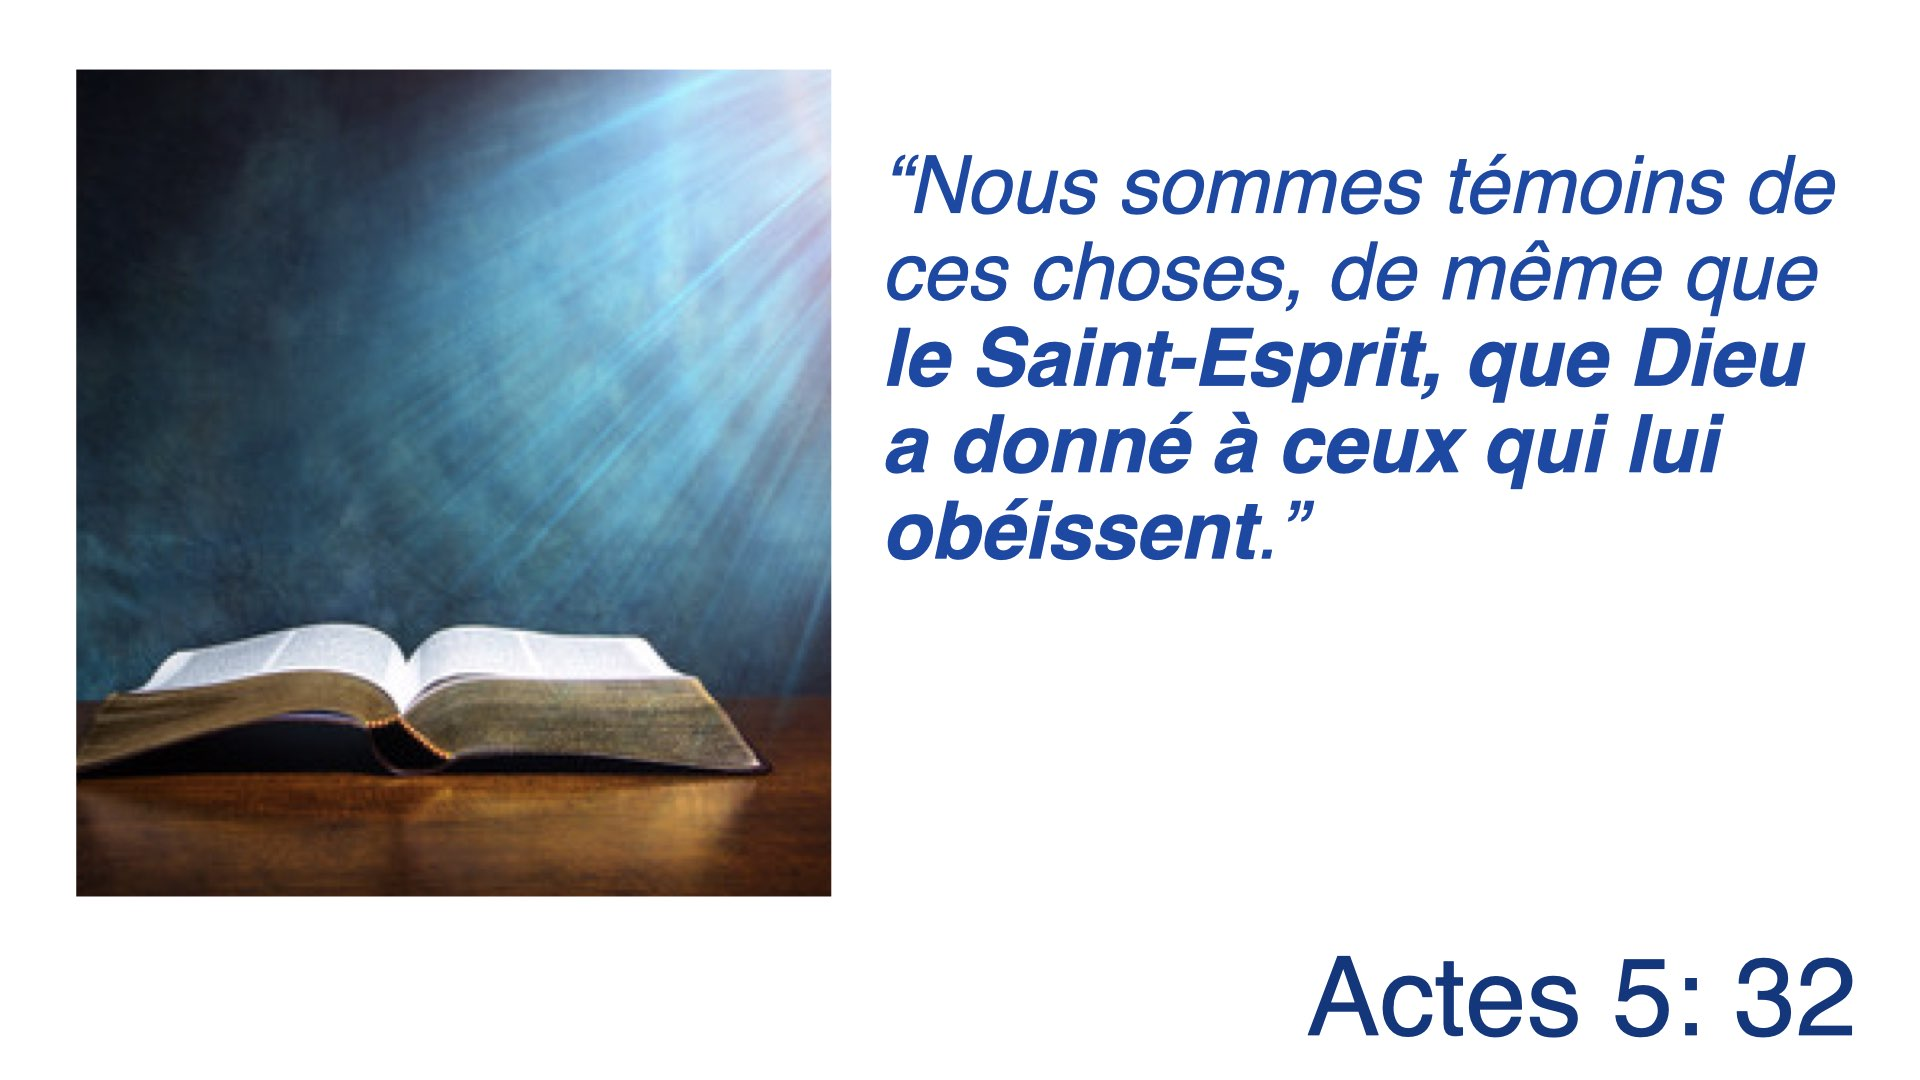 “Nous sommes témoins de
ces choses, de même que
le Saint-Esprit, que Dieu
a donné à ceux qui lui
obéissent.”
Actes 5: 32